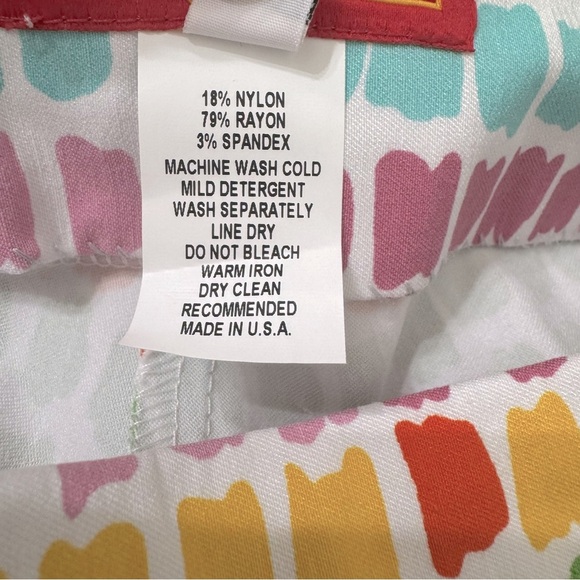 18% NYLON
79% RAYON
3% SPANDEX
MACHINE WASH COLD
MILD DETERGENT
WASH SEPARATELY
LINE DRY
DO NOT BLEACH
WARM IRON
DRY CLEAN
RECOMMENDED
MADE IN U.S.A.